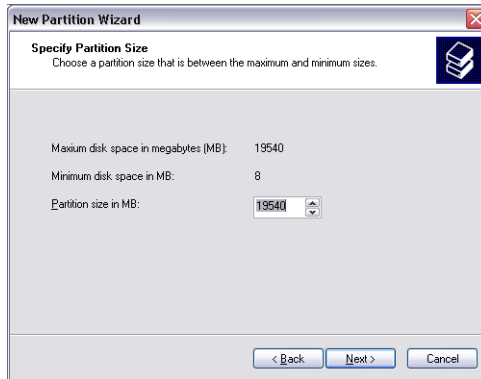 New Partition Wizard
Specify Partition Size
Choose a partition size that is between the maximum and minimum sizes.
Maxium disk space in megabytes (MB): 19540
Minimum disk space in MB: 8
Partition size in MB: 19540
< Back Next > Cancel